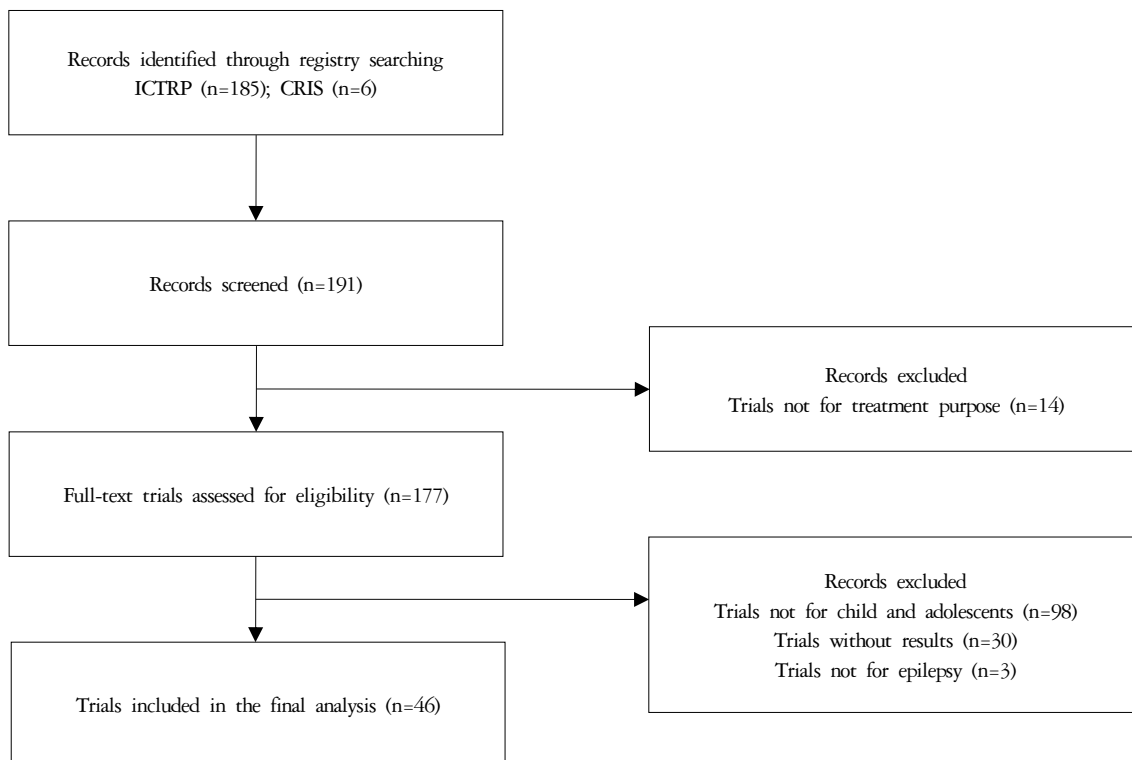 Records identified through registry searching
ICTRP (n=185); CRIS (n=6)
Records screened (n=191)
Records excluded
Trials not for treatment purpose (n=14)
Full-text trials assessed for eligibility (n=177)
Records excluded
Trials not for child and adolescents (n=98)
Trials without results (n=30)
Trials not for epilepsy (n=3)
Trials included in the final analysis (n=46)